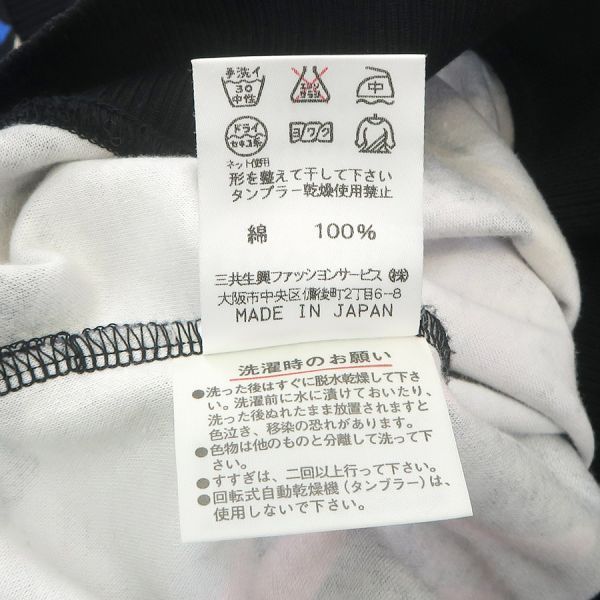 手洗イ
30
中性
エンソ
サラシ
中
ドライ
セキユ系
ヨワク
ネット使用
形を整えて干して下さい
タンブラー乾燥使用禁止
綿 100%
三共生興ファッションサービス㈱
大阪市中央区備後町2丁目6-8
MADE IN JAPAN
洗濯時のお願い
●洗った後はすぐに脱水乾燥して下さ
い。洗濯前に水に漬けておいたり、
洗った後ぬれたまま放置されますと
色泣き、移染の恐れがあります。
●色物は他のものと分離して洗って下
さい。
●すすぎは、二回以上行って下さい。
●回転式自動乾燥機(タンブラー)は、
使用しないで下さい。